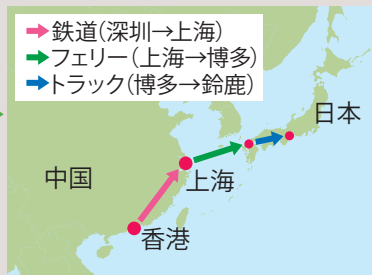 鉄道(深圳→上海)
フェリー(上海→博多)
トラック(博多→鈴鹿)
日本
中国
上海
香港